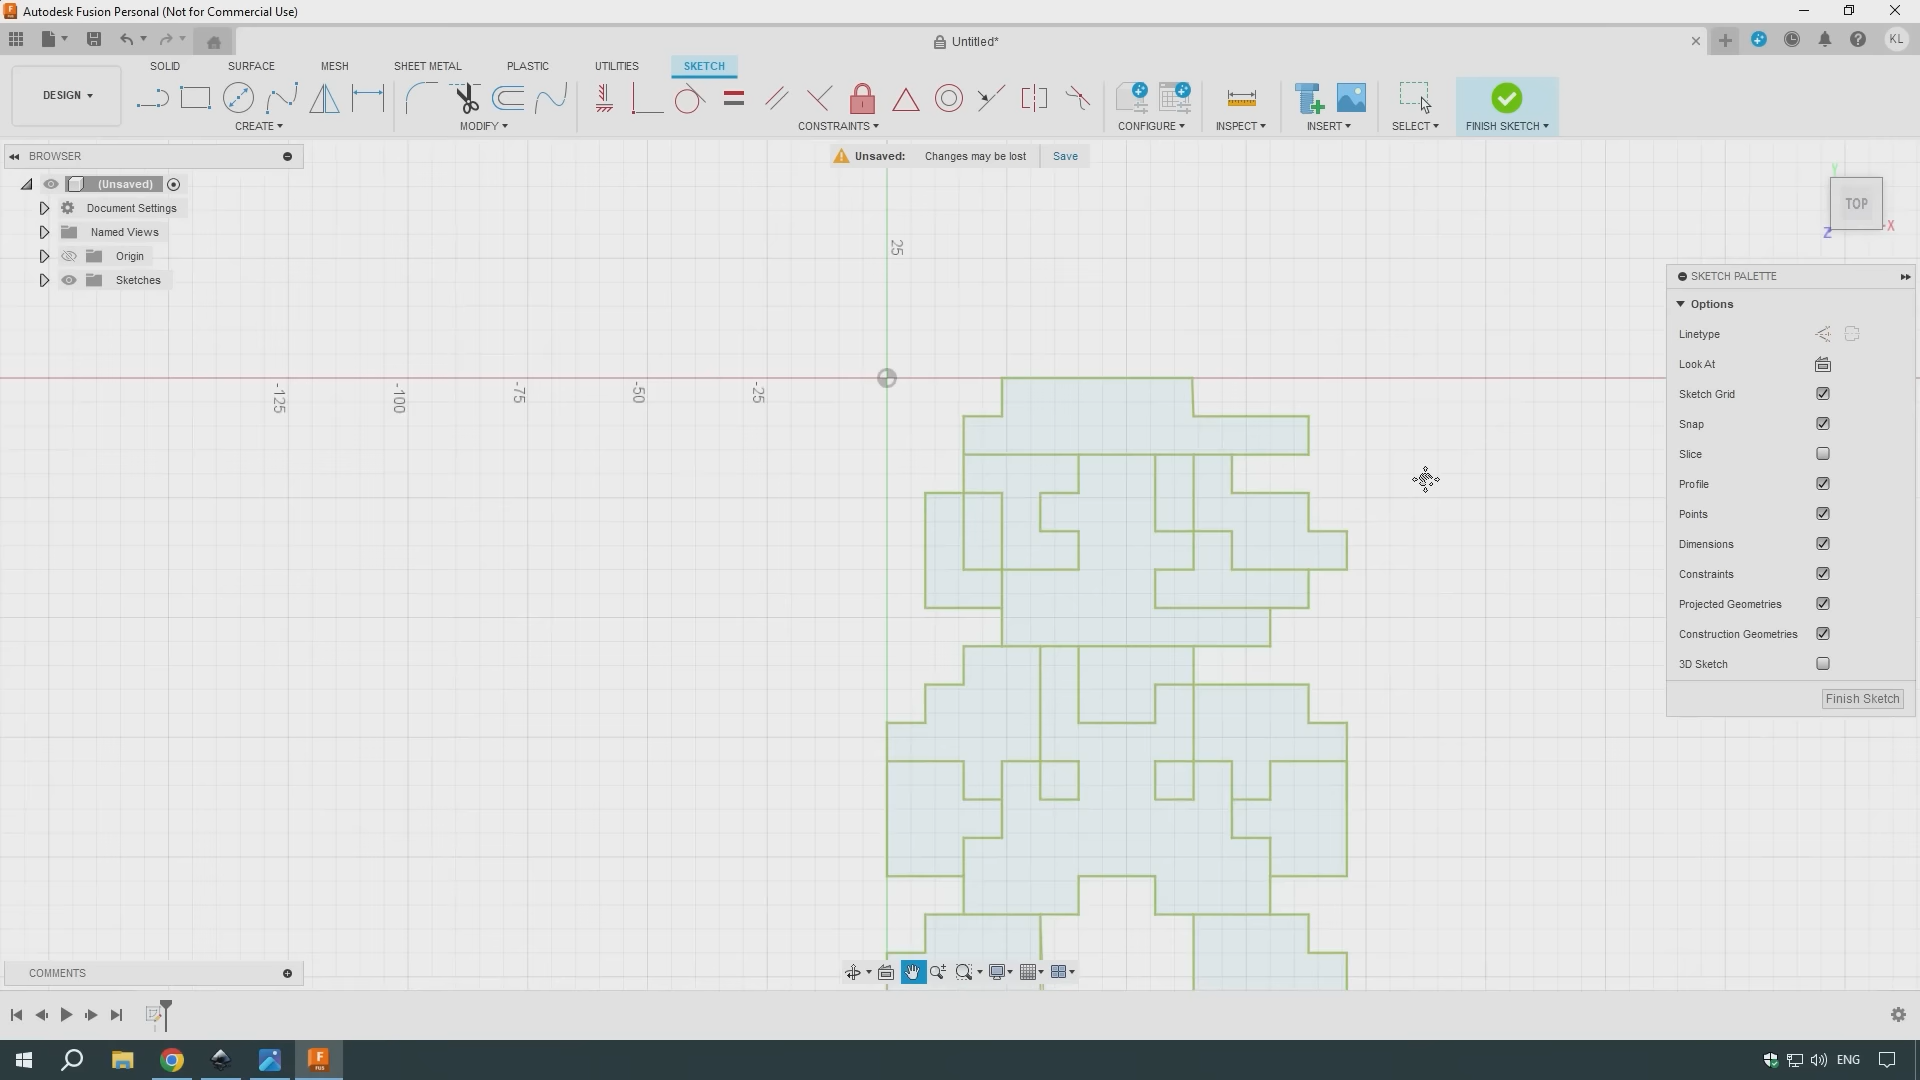 Autodesk Fusion Personal (Not for Commercial Use)
Untitled*
KL
SOLID SURFACE MESH SHEET METAL PLASTIC UTILITIES SKETCH
DESIGN
CREATE MODIFY CONSTRAINTS CONFIGURE INSPECT INSERT SELECT FINISH SKETCH
BROWSER
Unsaved: Changes may be lost Save
(Unsaved)
Document Settings
Named Views
Origin
Sketches
Y
TOP
X
Z
25
-125 -100 -75 -50 -25
SKETCH PALETTE
Options
Linetype
Look At
Sketch Grid
Snap
Slice
Profile
Points
Dimensions
Constraints
Projected Geometries
Construction Geometries
3D Sketch
Finish Sketch
COMMENTS
F
FUS
ENG